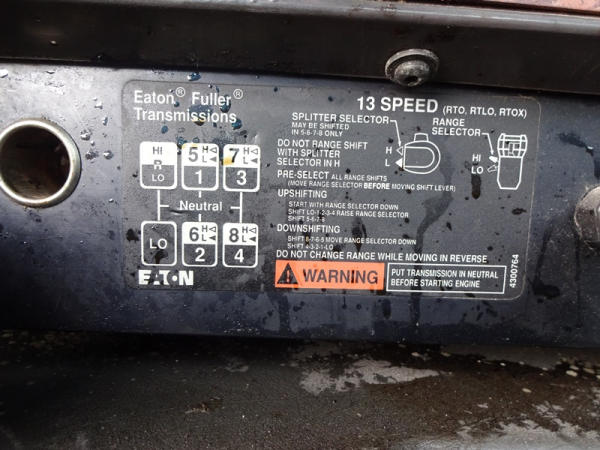 Eaton® Fuller®
Transmissions
HI
R
LO
5 H
L
1
7 H
L
3
Neutral
LO
6 H
L
2
8 H
L
4
EATON
13 SPEED (RTO, RTLO, RTOX)
SPLITTER SELECTOR
MAY BE SHIFTED
IN 5-6-7-8 ONLY
H
L
RANGE
SELECTOR
HI
LO
DO NOT RANGE SHIFT
WITH SPLITTER
SELECTOR IN H
PRE-SELECT ALL RANGE SHIFTS
(MOVE RANGE SELECTOR BEFORE MOVING SHIFT LEVER)
UPSHIFTING
START WITH RANGE SELECTOR DOWN
SHIFT LO-1-2-3-4 RAISE RANGE SELECTOR
SHIFT 5-6-7-8
DOWNSHIFTING
SHIFT 8-7-6-5 MOVE RANGE SELECTOR DOWN
SHIFT 4-3-2-1-LO
DO NOT CHANGE RANGE WHILE MOVING IN REVERSE
WARNING
PUT TRANSMISSION IN NEUTRAL
BEFORE STARTING ENGINE
4300764